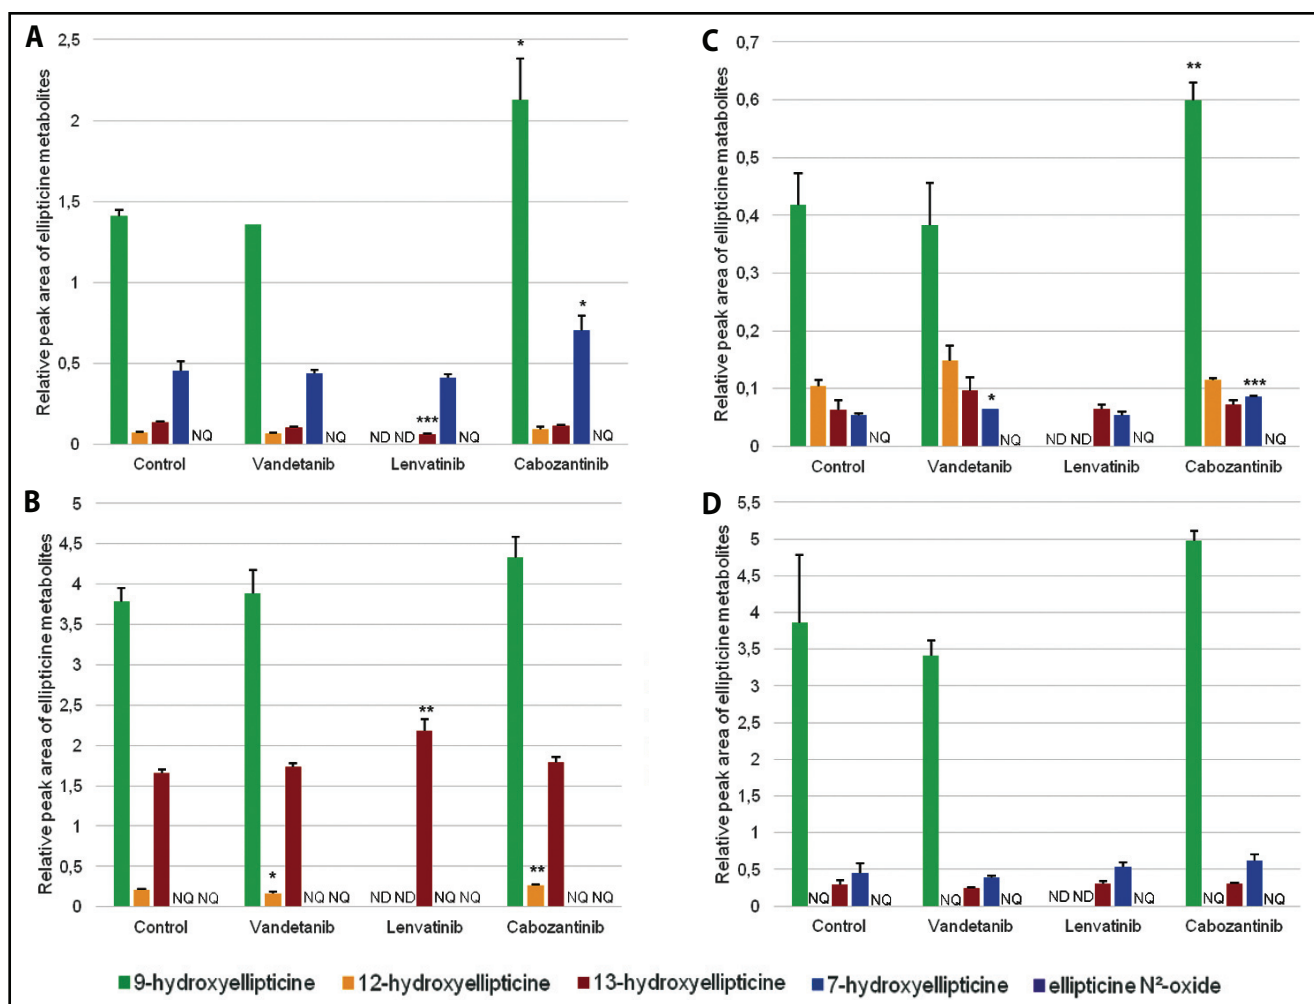 A
Relative peak area of ellipticine metabolites
2,5
2
1,5
1
0,5
0
*
*
***
NQ
NQ
ND ND
NQ
NQ
Control
Vandetanib
Lenvatinib
Cabozantinib
C
Relative peak area of ellipticine matabolites
0,7
0,6
0,5
0,4
0,3
0,2
0,1
0
**
*
***
NQ
NQ
ND ND
NQ
NQ
Control
Vandetanib
Lenvatinib
Cabozantinib
B
Relative peak area of ellipticine metabolites
5
4,5
4
3,5
3
2,5
2
1,5
1
0,5
0
**
*
**
NQ NQ
NQ NQ
ND ND
NQ NQ
NQ NQ
Control
Vandetanib
Lenvatinib
Cabozantinib
D
Relative peak area of ellipticine metabolites
5,5
5
4,5
4
3,5
3
2,5
2
1,5
1
0,5
0
NQ
NQ
NQ
NQ
ND ND
NQ
NQ
NQ
Control
Vandetanib
Lenvatinib
Cabozantinib
9-hydroxyellipticine
12-hydroxyellipticine
13-hydroxyellipticine
7-hydroxyellipticine
ellipticine N²-oxide